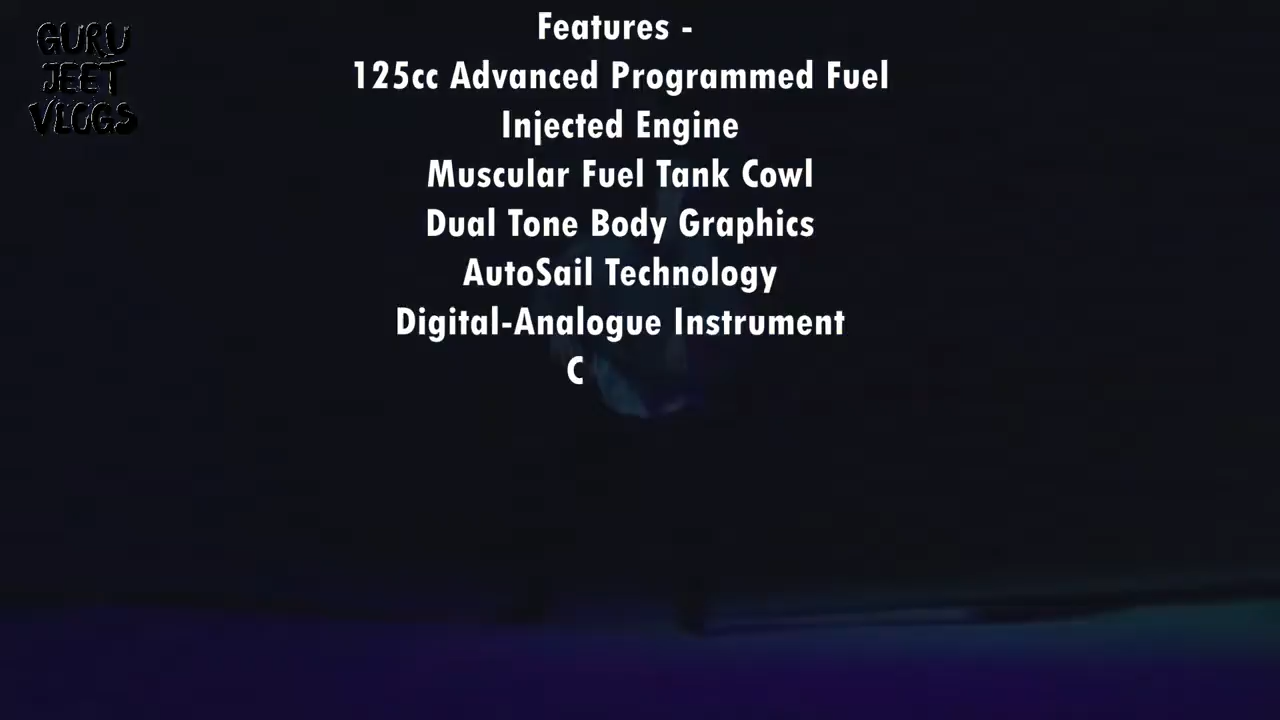 GURU
JEET
VLOGS
Features -
125cc Advanced Programmed Fuel
Injected Engine
Muscular Fuel Tank Cowl
Dual Tone Body Graphics
AutoSail Technology
Digital-Analogue Instrument
C